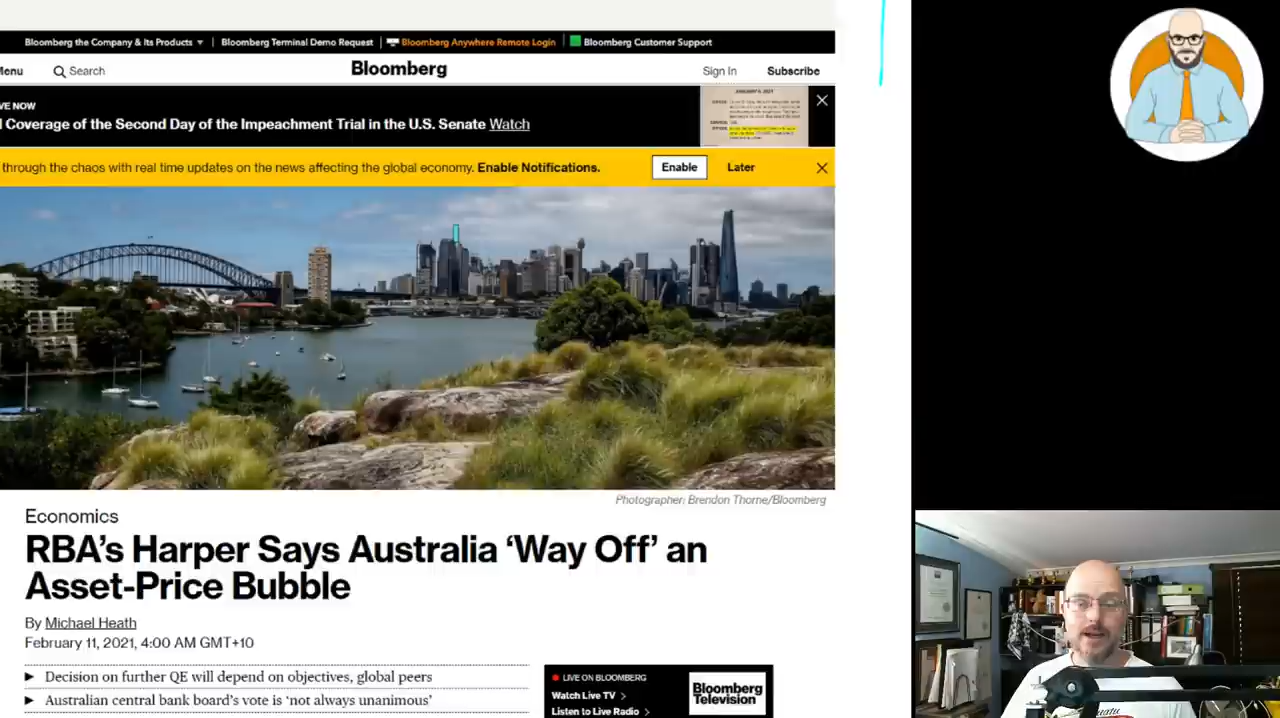 Bloomberg the Company & Its Products
Bloomberg Terminal Demo Request
Bloomberg Anywhere Remote Login
Bloomberg Customer Support
Menu
Search
Bloomberg
Sign In
Subscribe
VE NOW
l Coverage of the Second Day of the Impeachment Trial in the U.S. Senate Watch
JANUARY 6, 2021
through the chaos with real time updates on the news affecting the global economy. Enable Notifications.
Enable
Later
Photographer: Brendon Thorne/Bloomberg
Economics
RBA’s Harper Says Australia ‘Way Off’ an
Asset-Price Bubble
By Michael Heath
February 11, 2021, 4:00 AM GMT+10
Decision on further QE will depend on objectives, global peers
Australian central bank board’s vote is ‘not always unanimous’
LIVE ON BLOOMBERG
Watch Live TV
Listen to Live Radio
Bloomberg
Television